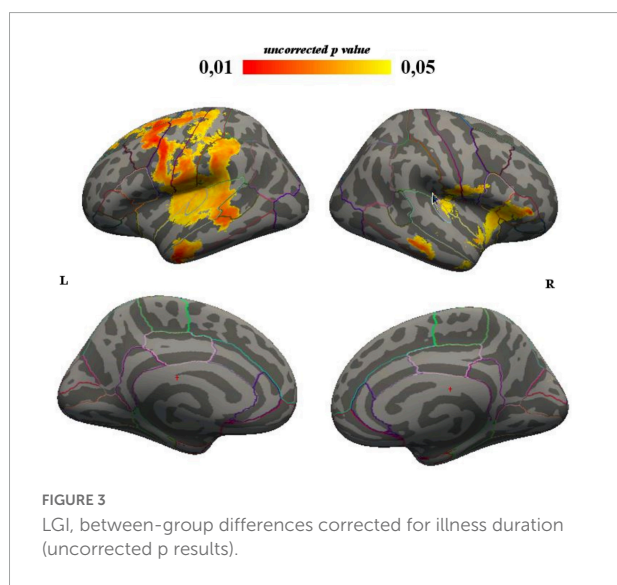 uncorrected p value
0,01 0,05
L R
FIGURE 3
LGI, between-group differences corrected for illness duration
(uncorrected p results).